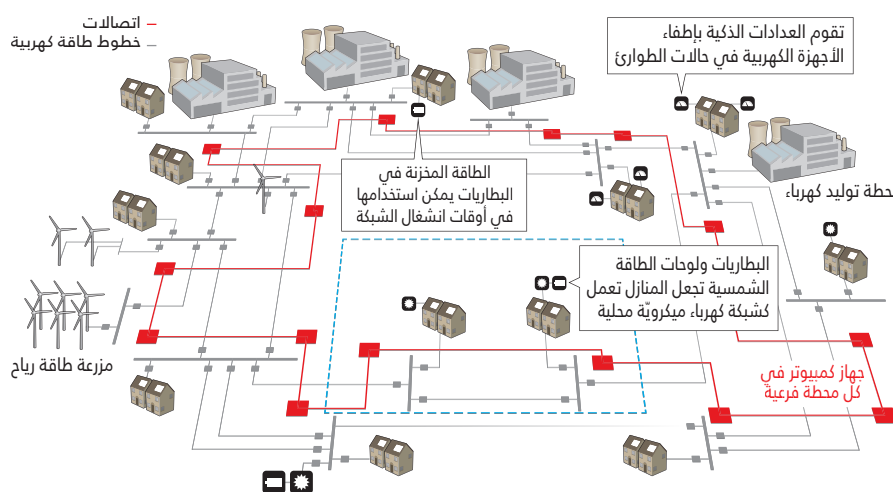 اتصالات
خطوط طاقة كهربية
تقوم العدادات الذكية بإطفاء
الأجهزة الكهربية في حالات الطوارئ
الطاقة المخزنة في
البطاريات يمكن استخدامها
في أوقات انشغال الشبكة
محطة توليد كهرباء
البطاريات ولوحات الطاقة
الشمسية تجعل المنازل تعمل
كشبكة كهرباء ميكرويّة محلية
مزرعة طاقة رياح
جهاز كمبيوتر في
كل محطة فرعية